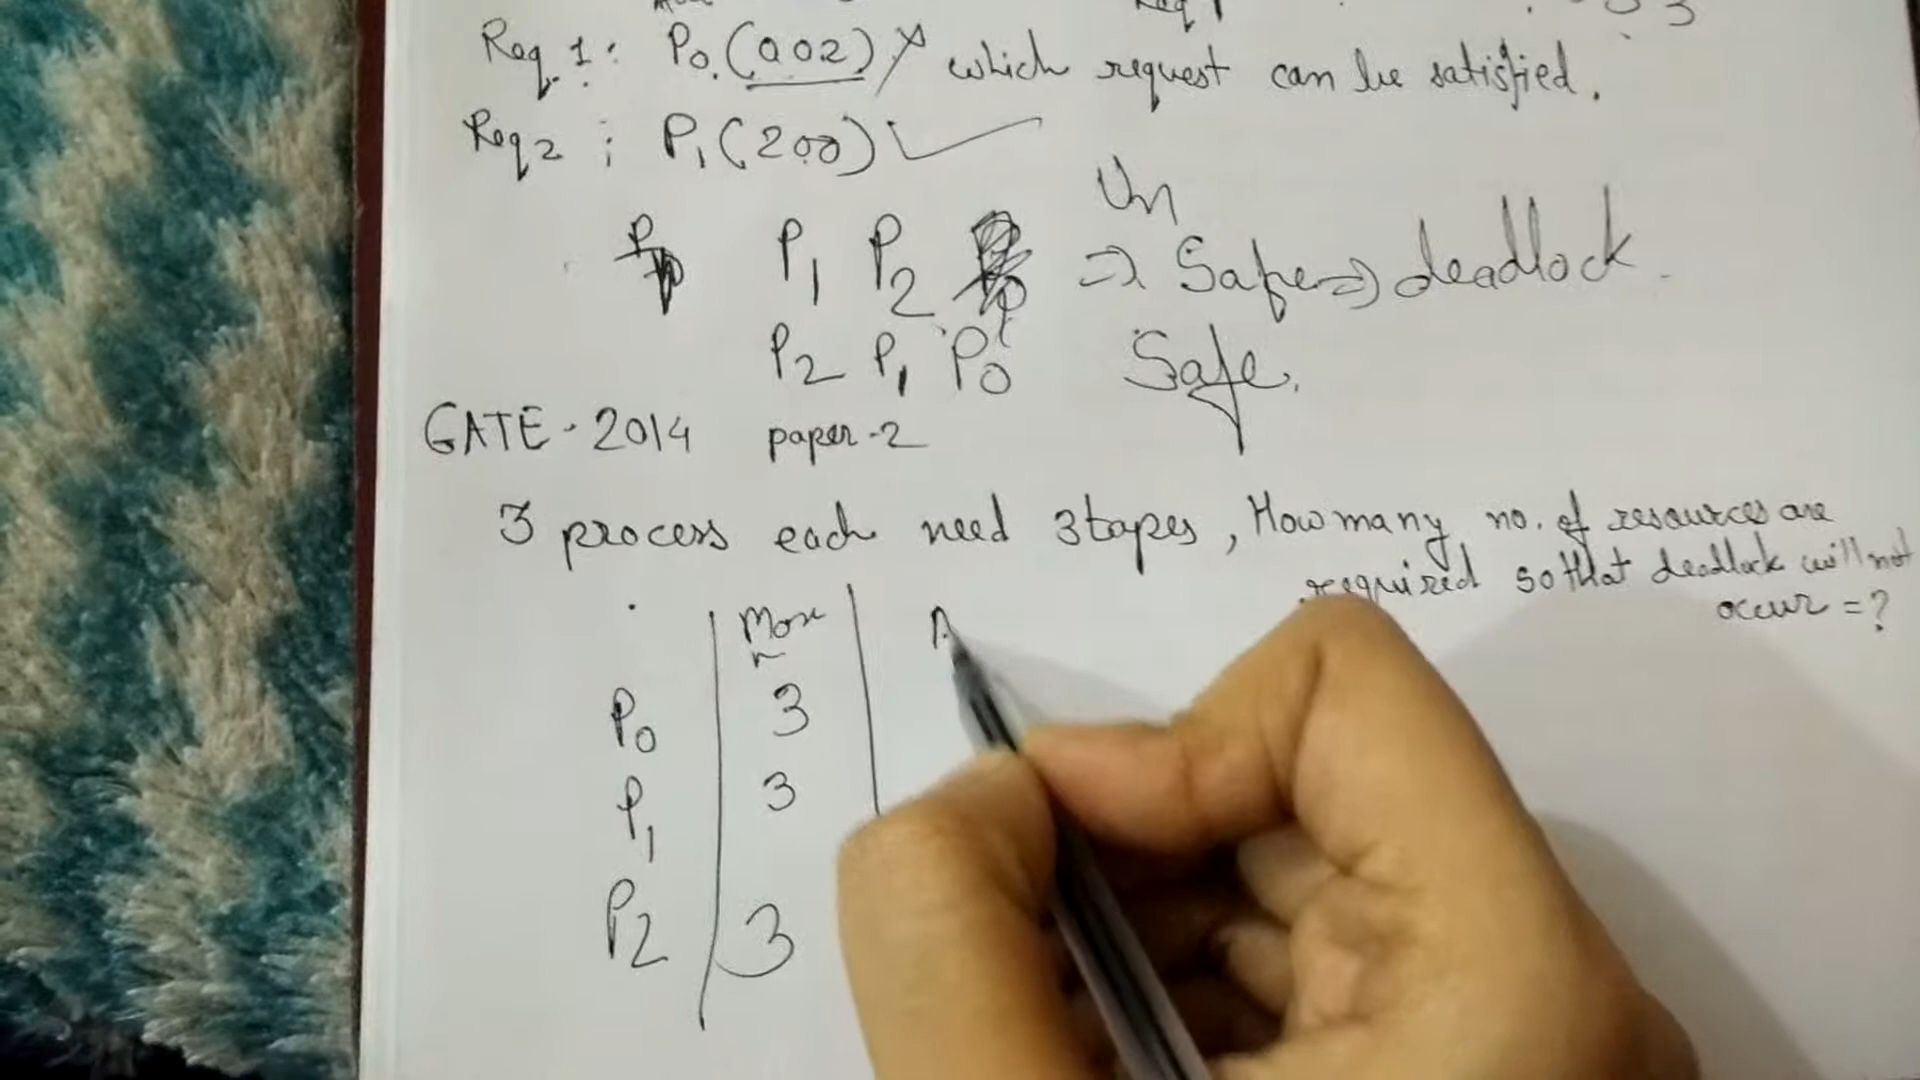 Req. 1: P0. (002) X which request can be satisfied.
Req 2 : P1 (200) ✓
Un
P1 P2 => Safe => deadlock.
P2 P1 P0 Safe.
GATE - 2014 paper-2
3 process each need 3 tapes, How many no. of resources are
required so that deadlock will not
occur = ?
Max
P0 3
P1 3
P2 3